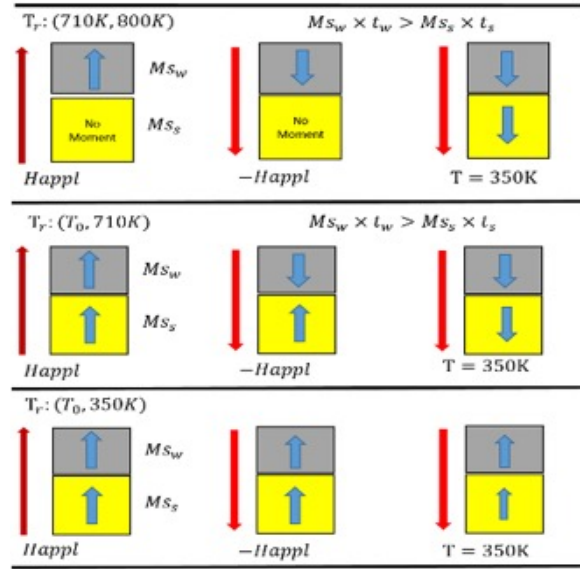 Tr: (710K, 800K) Msw × tw > Mss × ts
Msw
No Moment
Mss
No Moment
Happl
−Happl
T = 350K
Tr: (T0, 710K) Msw × tw > Mss × ts
Msw
Mss
Happl
−Happl
T = 350K
Tr: (T0, 350K)
Msw
Mss
Happl
−Happl
T = 350K